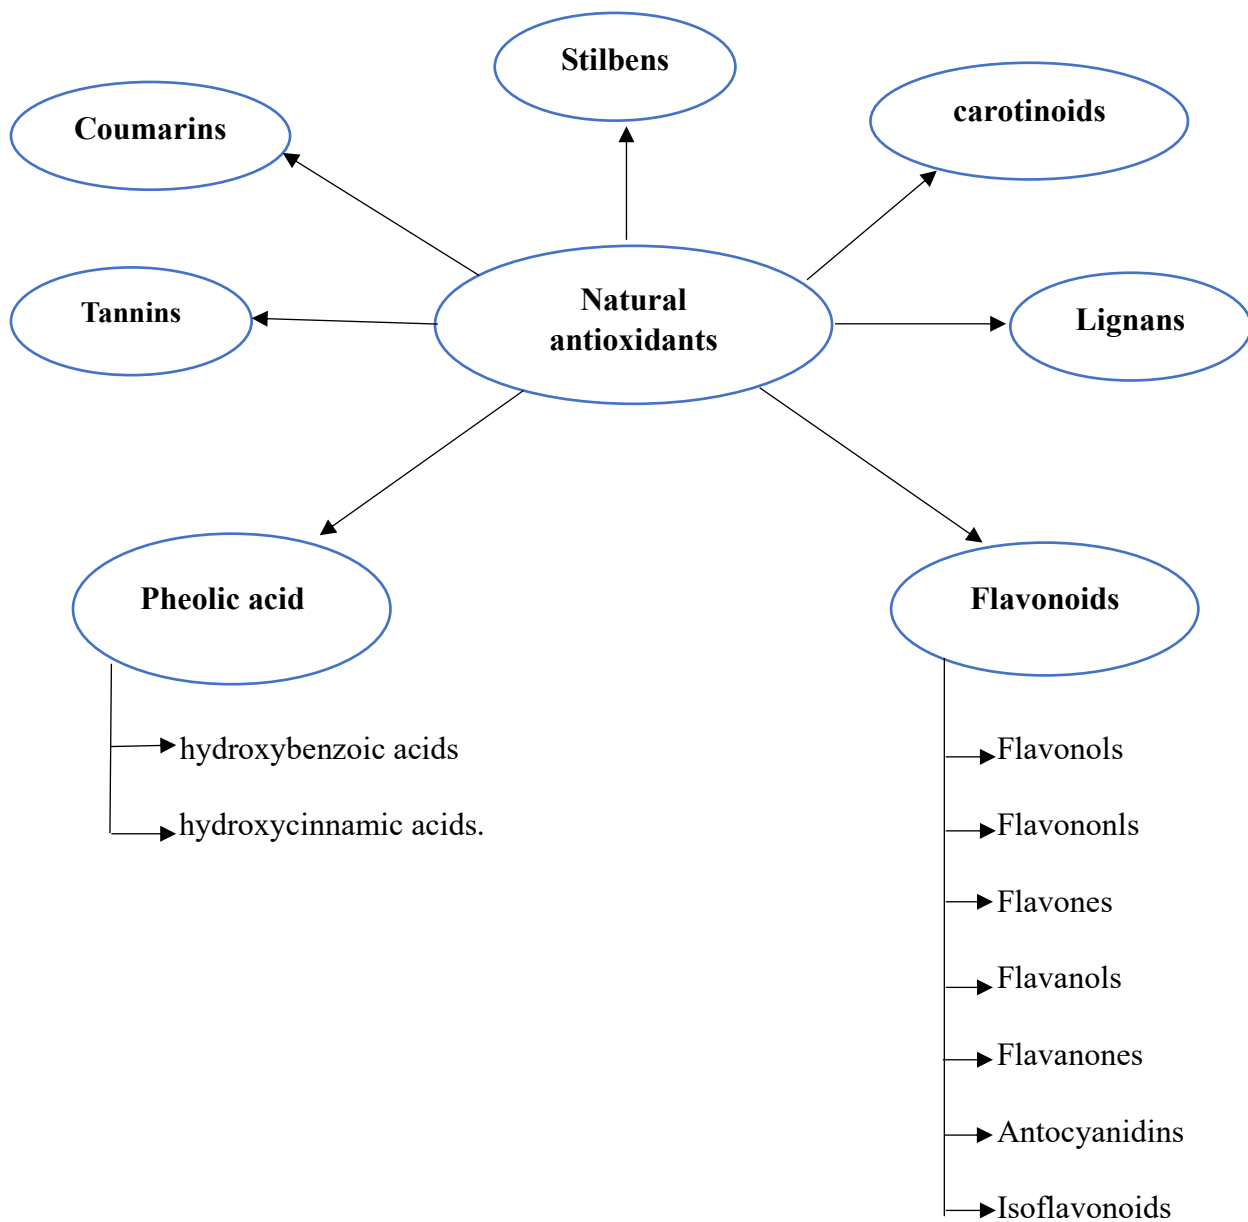 Stilbens
carotinoids
Coumarins
Tannins
Natural
antioxidants
Lignans
Pheolic acid
hydroxybenzoic acids
hydroxycinnamic acids.
Flavonoids
Flavonols
Flavononls
Flavones
Flavanols
Flavanones
Antocyanidins
Isoflavonoids